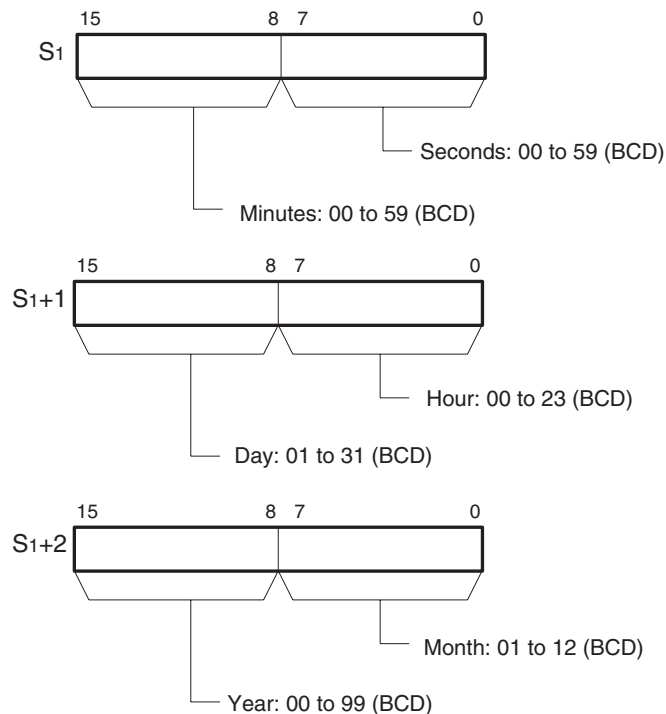 15 8 7 0
S1
Seconds: 00 to 59 (BCD)
Minutes: 00 to 59 (BCD)
15 8 7 0
S1+1
Hour: 00 to 23 (BCD)
Day: 01 to 31 (BCD)
15 8 7 0
S1+2
Month: 01 to 12 (BCD)
Year: 00 to 99 (BCD)